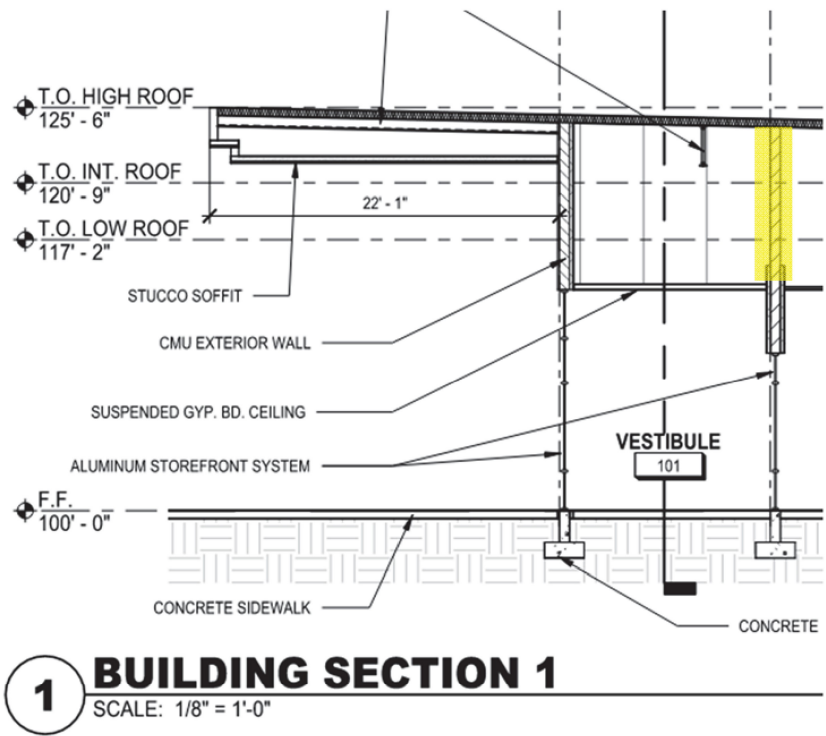 T.O. HIGH ROOF
125' - 6"
T.O. INT. ROOF
120' - 9"
22' - 1"
T.O. LOW ROOF
117' - 2"
STUCCO SOFFIT
CMU EXTERIOR WALL
SUSPENDED GYP. BD. CEILING
ALUMINUM STOREFRONT SYSTEM
VESTIBULE
101
F.F.
100' - 0"
CONCRETE SIDEWALK
CONCRETE
1
BUILDING SECTION 1
SCALE: 1/8" = 1'-0"